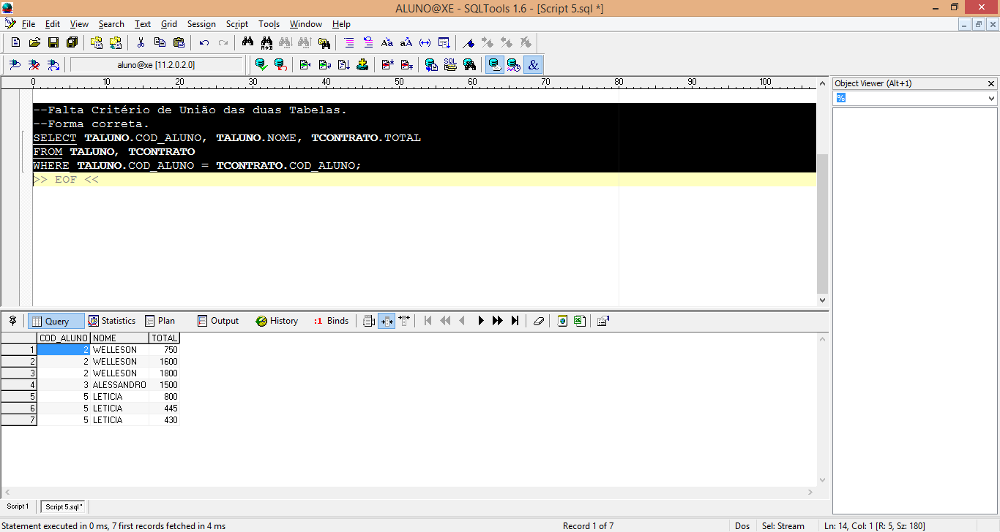 ALUNO@XE - SQLTools 1.6 - [Script 5.sql *]
File Edit View Search Text Grid Session Script Tools Window Help
aluno@xe [11.2.0.2.0]
SQL
&
0 10 20 30 40 50 60 70 80 90 100
Object Viewer (Alt+1)
%
--Falta Critério de União das duas Tabelas.
--Forma correta.
SELECT TALUNO.COD_ALUNO, TALUNO.NOME, TCONTRATO.TOTAL
FROM TALUNO, TCONTRATO
WHERE TALUNO.COD_ALUNO = TCONTRATO.COD_ALUNO;
>> EOF <<
Query Statistics Plan Output History :1 Binds
COD_ALUNO NOME TOTAL
1 2 WELLESON 750
2 2 WELLESON 1600
3 2 WELLESON 1800
4 3 ALESSANDRO 1500
5 5 LETICIA 800
6 5 LETICIA 445
7 5 LETICIA 430
Script 1 Script 5.sql *
Statement executed in 0 ms, 7 first records fetched in 4 ms Record 1 of 7 Dos Sel: Stream Ln: 14, Col: 1 [R: 5, Sz: 180]